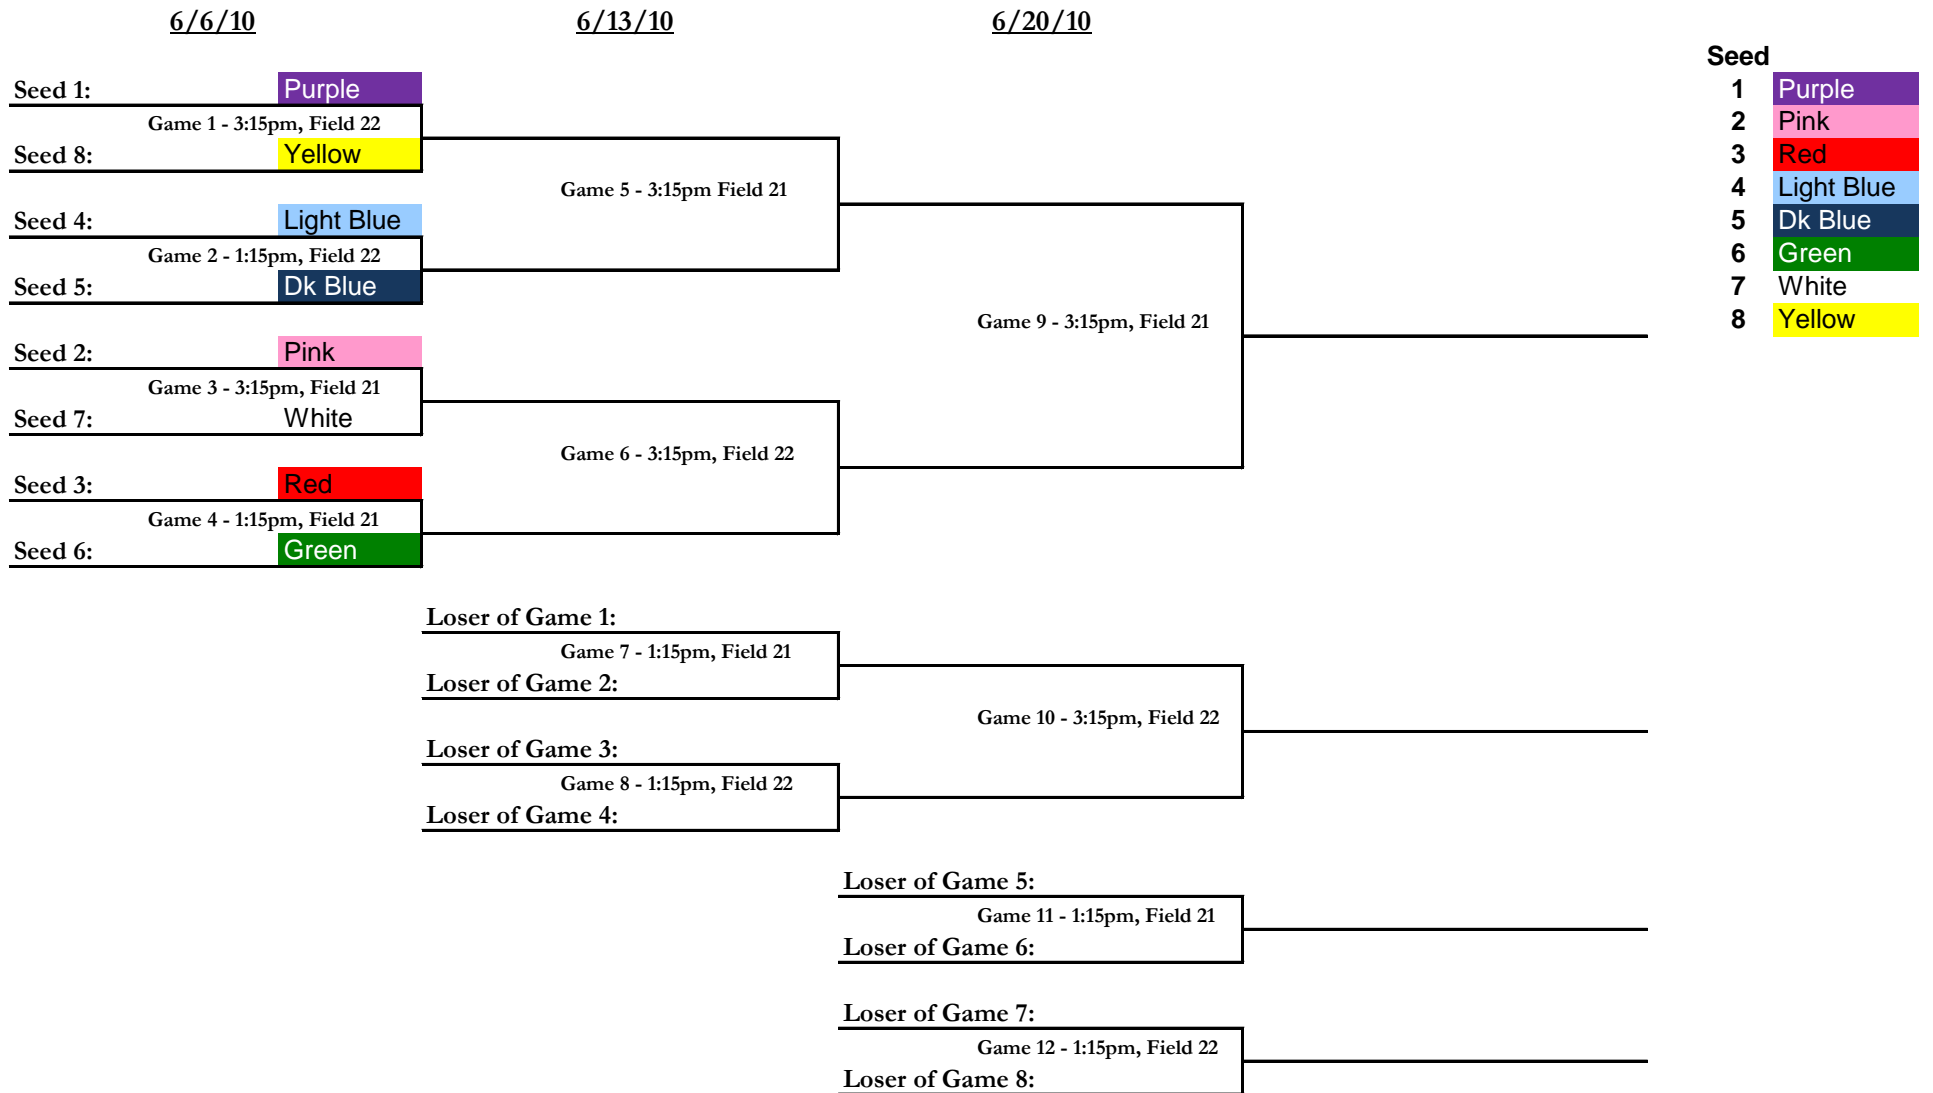 6/6/10 6/13/10 6/20/10
Seed
Seed 1: Purple
1 Purple
Game 1 - 3:15pm, Field 22
2 Pink
Seed 8: Yellow
3 Red
Game 5 - 3:15pm Field 21
4 Light Blue
Seed 4: Light Blue
5 Dk Blue
Game 2 - 1:15pm, Field 22
6 Green
Seed 5: Dk Blue
7 White
Game 9 - 3:15pm, Field 21
8 Yellow
Seed 2: Pink
Game 3 - 3:15pm, Field 21
Seed 7: White
Game 6 - 3:15pm, Field 22
Seed 3: Red
Game 4 - 1:15pm, Field 21
Seed 6: Green
Loser of Game 1:
Game 7 - 1:15pm, Field 21
Loser of Game 2:
Game 10 - 3:15pm, Field 22
Loser of Game 3:
Game 8 - 1:15pm, Field 22
Loser of Game 4:
Loser of Game 5:
Game 11 - 1:15pm, Field 21
Loser of Game 6:
Loser of Game 7:
Game 12 - 1:15pm, Field 22
Loser of Game 8: